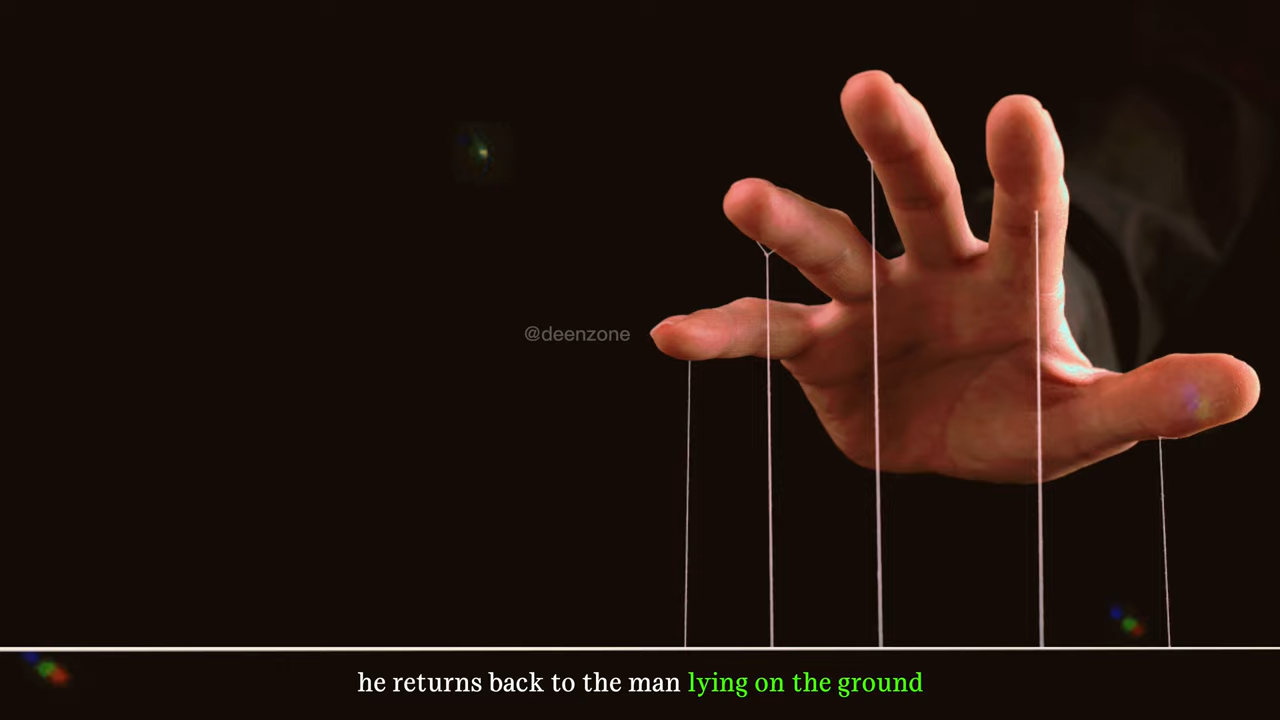 @deenzone
he returns back to the man lying on the ground